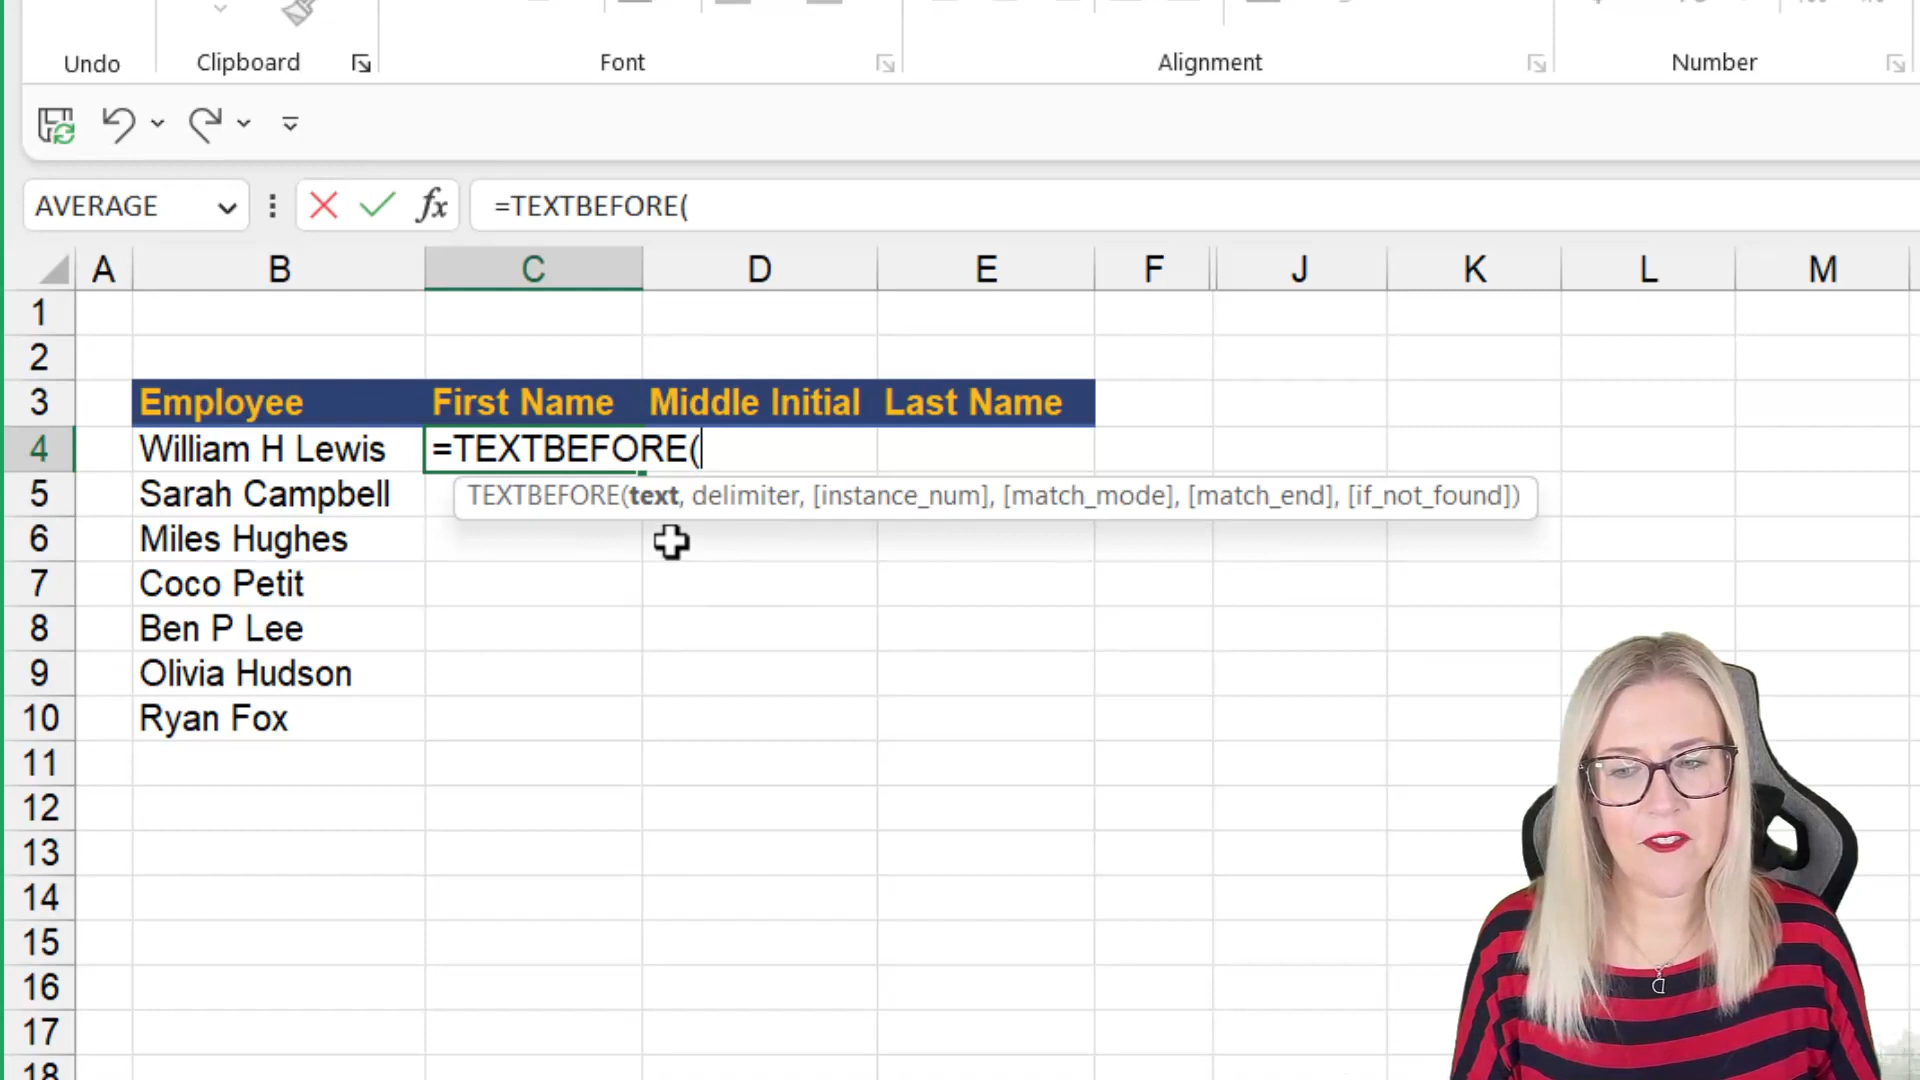 Undo Clipboard Font Alignment Number
AVERAGE fx =TEXTBEFORE(
A B C D E F J K L M
1
2
3 Employee First Name Middle Initial Last Name
4 William H Lewis =TEXTBEFORE(
TEXTBEFORE(text, delimiter, [instance_num], [match_mode], [match_end], [if_not_found])
5 Sarah Campbell
6 Miles Hughes
7 Coco Petit
8 Ben P Lee
9 Olivia Hudson
10 Ryan Fox
11
12
13
14
15
16
17
18